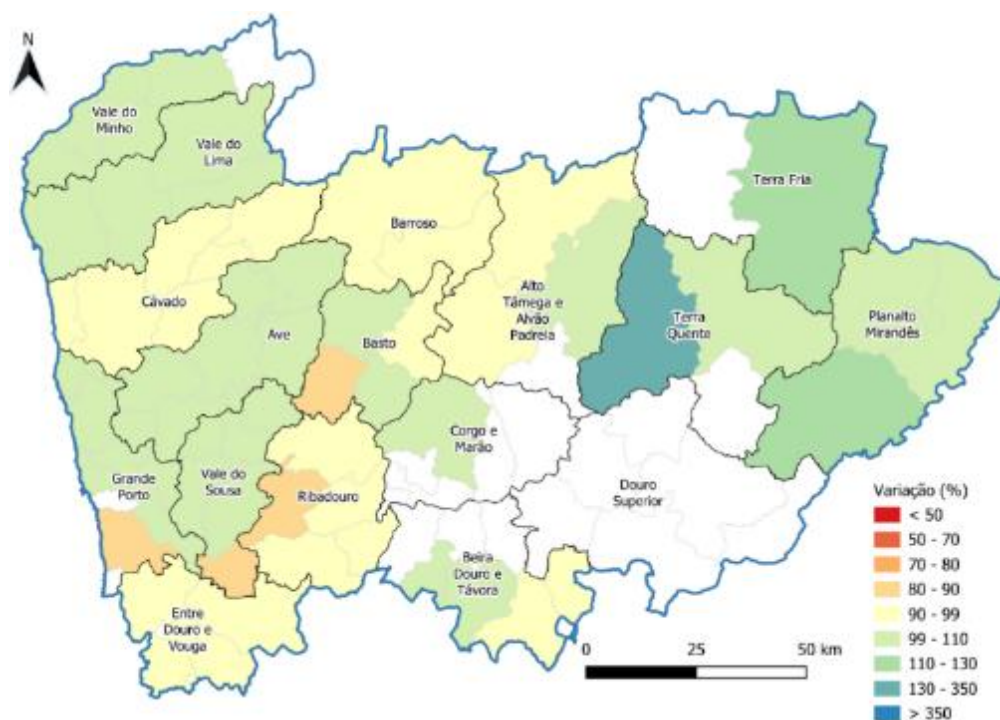 N
Vale do
Minho
Vale do
Lima
Terra Fria
Barroso
Cávado
Alto
Tâmega e
Alvão
Padrela
Planalto
Mirandês
Ave
Basto
Terra
Quente
Corgo e
Marão
Grande
Porto
Vale do
Sousa
Ribadouro
Douro
Superior
Beira
Douro e
Távora
Entre
Douro e
Vouga
Variação (%)
< 50
50 - 70
70 - 80
80 - 90
90 - 99
99 - 110
110 - 130
130 - 350
> 350
0 25 50 km